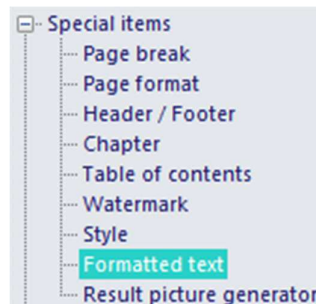 Special items
Page break
Page format
Header / Footer
Chapter
Table of contents
Watermark
Style
Formatted text
Result picture generator